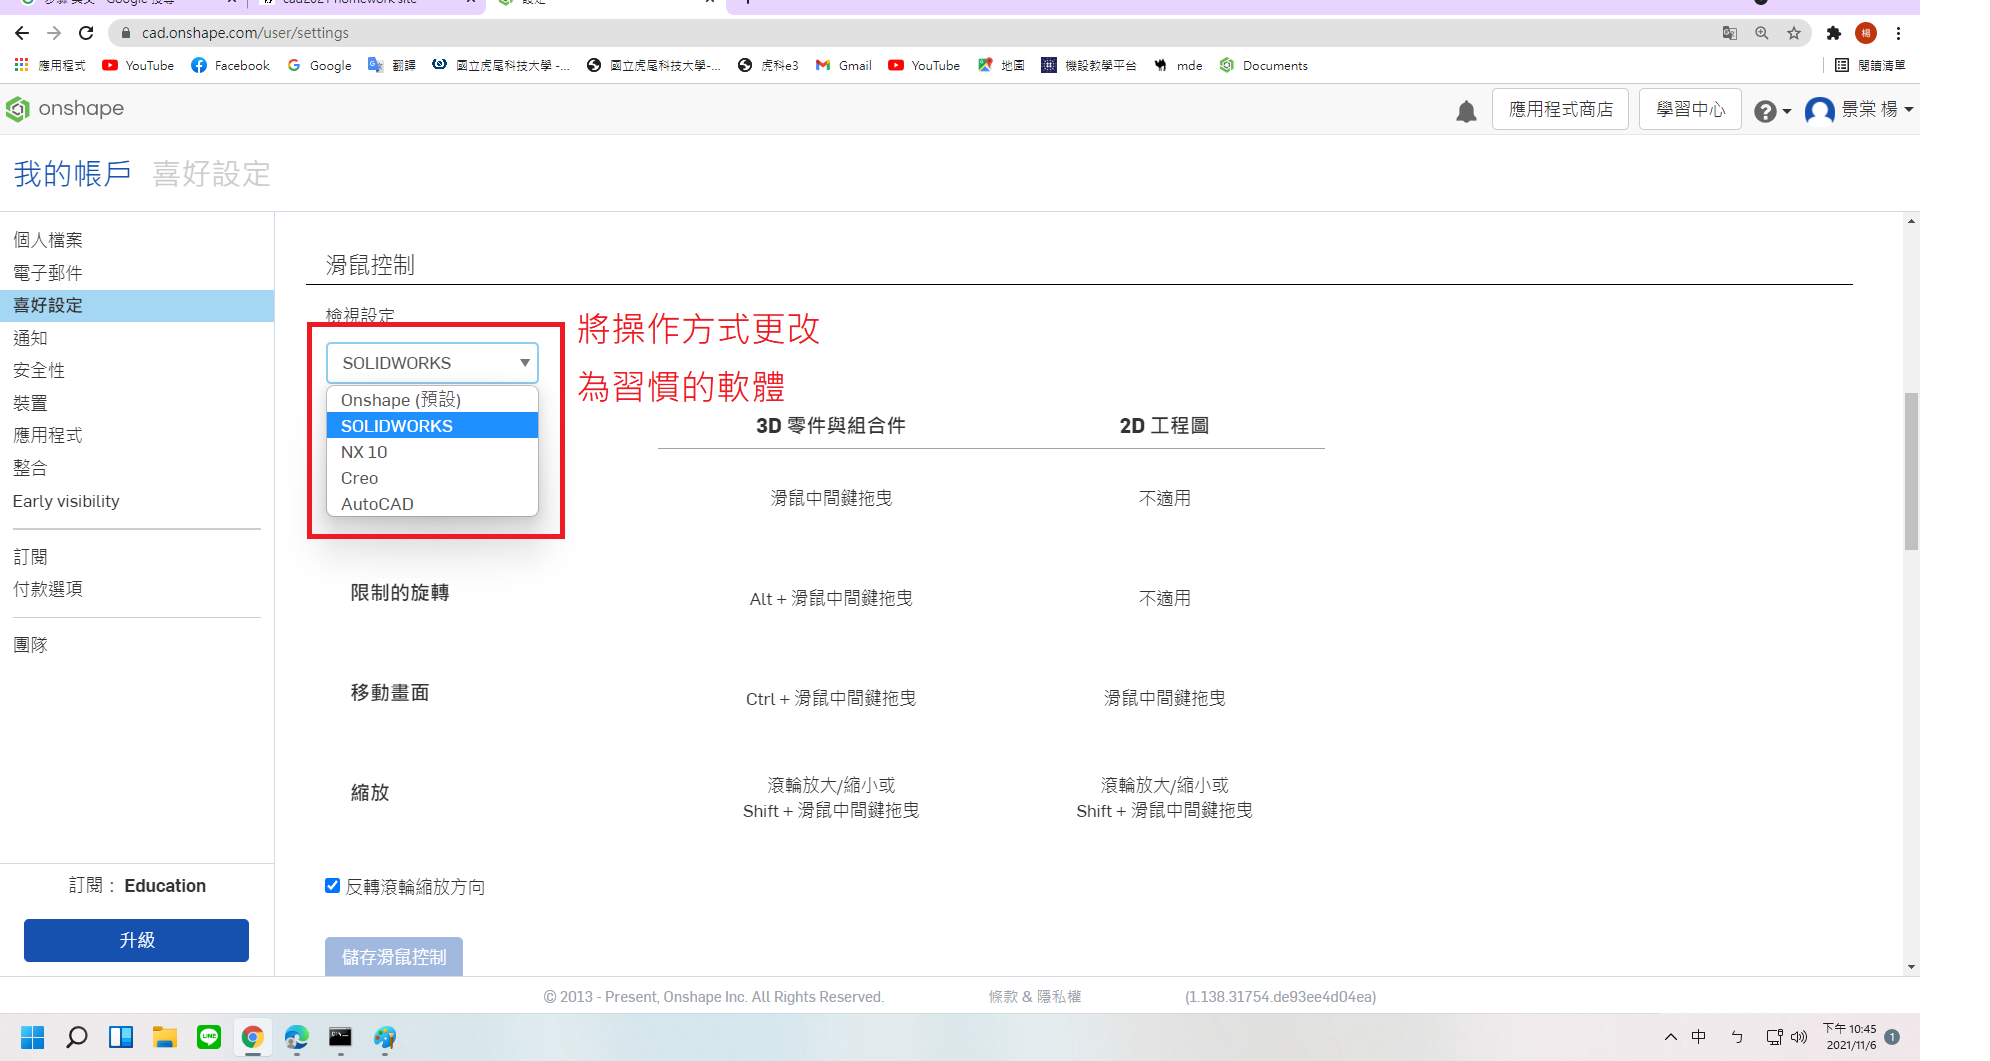 cad.onshape.com/user/settings
應用程式 YouTube Facebook Google 翻譯 國立虎尾科技大學 -... 國立虎尾科技大學-... 虎科e3 Gmail YouTube 地圖 機設教學平台 mde Documents 閱讀清單
onshape 應用程式商店 學習中心 景棠 楊
我的帳戶 喜好設定
個人檔案
電子郵件
喜好設定
通知
安全性
裝置
應用程式
整合
Early visibility
訂閱
付款選項
團隊
訂閱： Education
升級
滑鼠控制
檢視設定
將操作方式更改
為習慣的軟體
SOLIDWORKS
Onshape (預設)
SOLIDWORKS
NX 10
Creo
AutoCAD
3D 零件與組合件 2D 工程圖
滑鼠中間鍵拖曳 不適用
限制的旋轉 Alt + 滑鼠中間鍵拖曳 不適用
移動畫面 Ctrl + 滑鼠中間鍵拖曳 滑鼠中間鍵拖曳
縮放 滾輪放大/縮小或 滾輪放大/縮小或
Shift + 滑鼠中間鍵拖曳 Shift + 滑鼠中間鍵拖曳
反轉滾輪縮放方向
儲存滑鼠控制
© 2013 - Present, Onshape Inc. All Rights Reserved. 條款 & 隱私權 (1.138.31754.de93ee4d04ea)
中 ㄅ 下午 10:45
2021/11/6 1